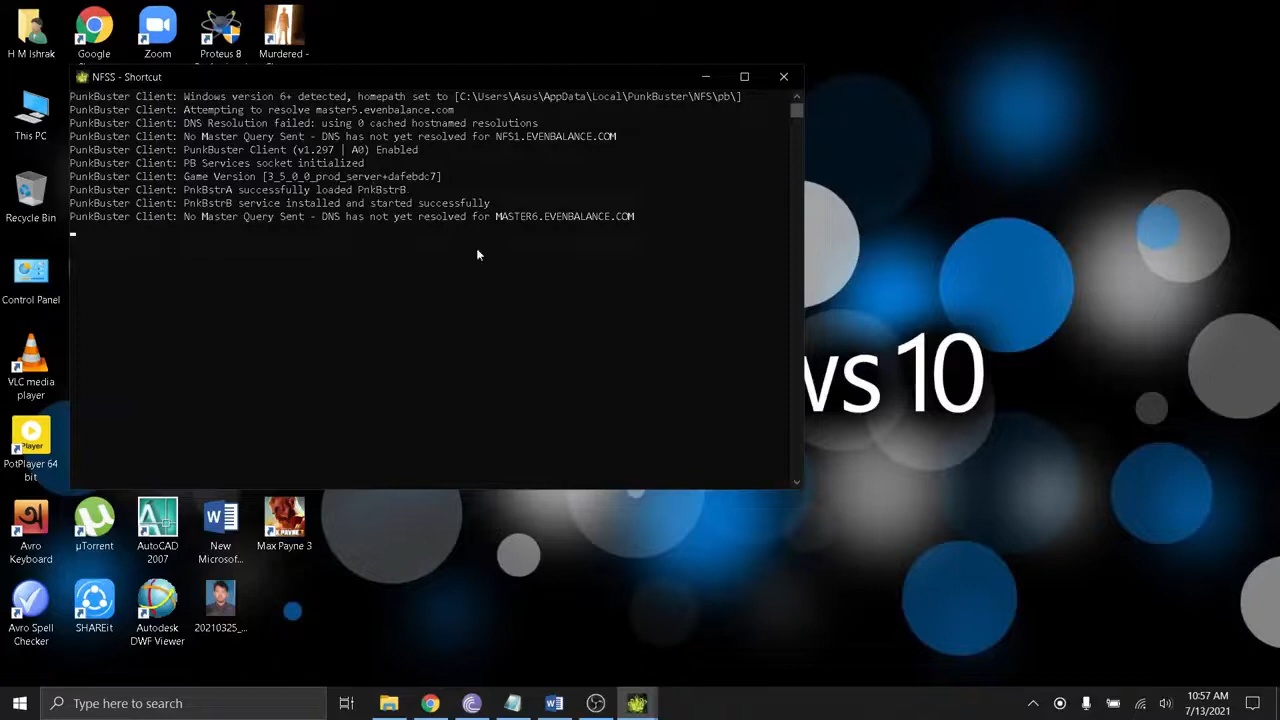 H M Ishrak
Google
Zoom
Proteus 8
Murdered -
NFSS - Shortcut
PunkBuster Client: Windows version 6+ detected, homepath set to [C:\Users\Asus\AppData\Local\PunkBuster\NFS\pb\]
PunkBuster Client: Attempting to resolve master5.evenbalance.com
PunkBuster Client: DNS Resolution failed: using 0 cached hostnamed resolutions
PunkBuster Client: No Master Query Sent - DNS has not yet resolved for NFS1.EVENBALANCE.COM
PunkBuster Client: PunkBuster Client (v1.297 | A0) Enabled
PunkBuster Client: PB Services socket initialized
PunkBuster Client: Game Version [3_5_0_0_prod_server+dafebdc7]
PunkBuster Client: PnkBstrA successfully loaded PnkBstrB.
PunkBuster Client: PnkBstrB service installed and started successfully
PunkBuster Client: No Master Query Sent - DNS has not yet resolved for MASTER6.EVENBALANCE.COM
This PC
Recycle Bin
Control Panel
VLC media
player
Player
PotPlayer 64
bit
ws 10
Avro
Keyboard
µTorrent
AutoCAD
2007
New
Microsof...
Max Payne 3
Avro Spell
Checker
SHAREit
Autodesk
DWF Viewer
20210325_...
Type here to search
10:57 AM
7/13/2021